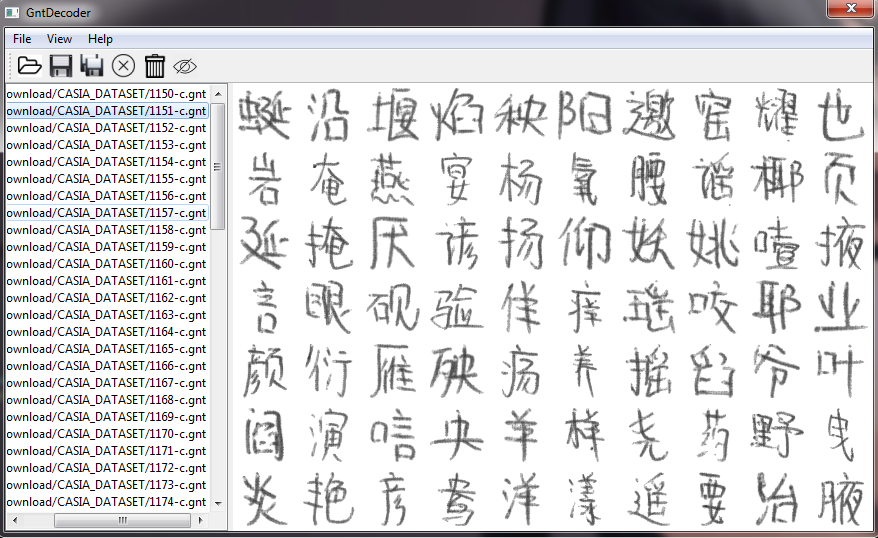 GntDecoder
File View Help
ownload/CASIA_DATASET/1150-c.gnt
ownload/CASIA_DATASET/1151-c.gnt
ownload/CASIA_DATASET/1152-c.gnt
ownload/CASIA_DATASET/1153-c.gnt
ownload/CASIA_DATASET/1154-c.gnt
ownload/CASIA_DATASET/1155-c.gnt
ownload/CASIA_DATASET/1156-c.gnt
ownload/CASIA_DATASET/1157-c.gnt
ownload/CASIA_DATASET/1158-c.gnt
ownload/CASIA_DATASET/1159-c.gnt
ownload/CASIA_DATASET/1160-c.gnt
ownload/CASIA_DATASET/1161-c.gnt
ownload/CASIA_DATASET/1162-c.gnt
ownload/CASIA_DATASET/1163-c.gnt
ownload/CASIA_DATASET/1164-c.gnt
ownload/CASIA_DATASET/1165-c.gnt
ownload/CASIA_DATASET/1166-c.gnt
ownload/CASIA_DATASET/1167-c.gnt
ownload/CASIA_DATASET/1168-c.gnt
ownload/CASIA_DATASET/1169-c.gnt
ownload/CASIA_DATASET/1170-c.gnt
ownload/CASIA_DATASET/1171-c.gnt
ownload/CASIA_DATASET/1172-c.gnt
ownload/CASIA_DATASET/1173-c.gnt
ownload/CASIA_DATASET/1174-c.gnt
蜒沿堰焰秧阳邀窑耀也
岩奄燕宴杨氧腰谣椰页
延掩厌谚扬仰妖姚噎掖
言眼砚验佯痒瑶咬耶业
颜衍雁殃疡养摇舀爷叶
阎演唁央羊样尧药野曳
炎艳彦鸯洋漾遥要冶腋